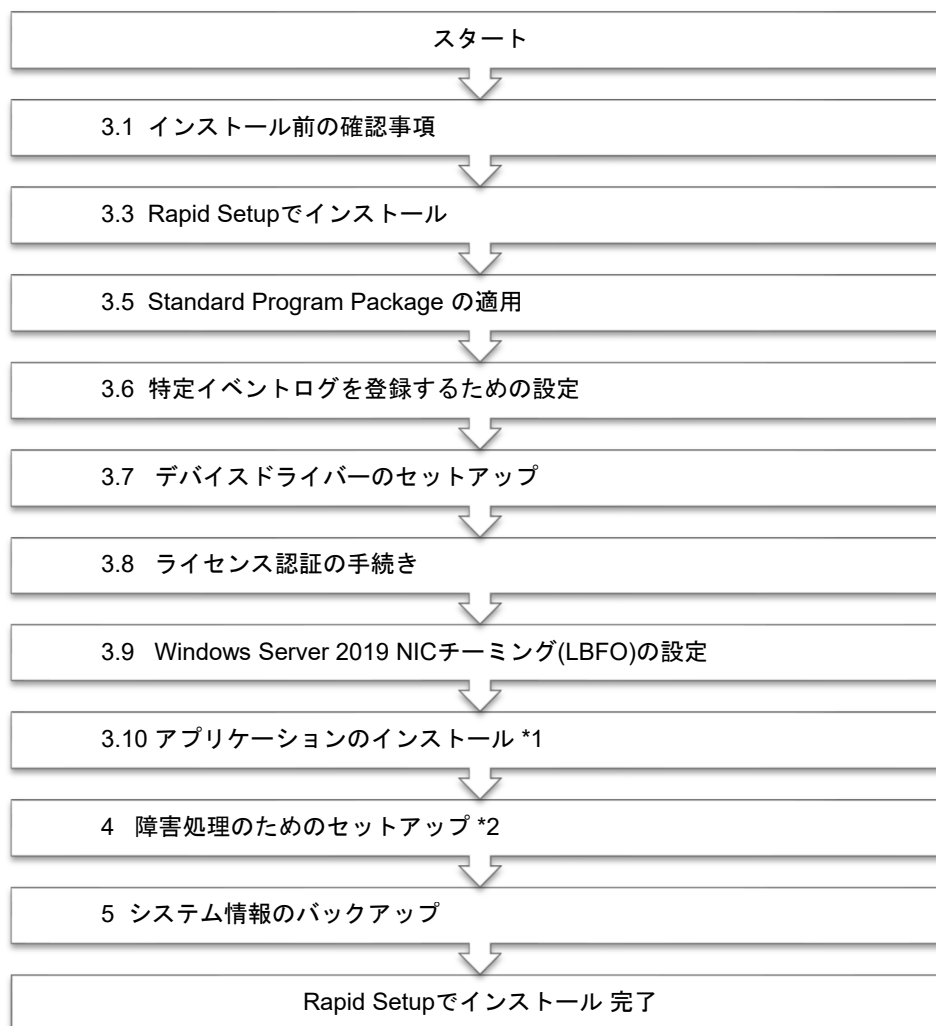 スタート
3.1 インストール前の確認事項
3.3 Rapid Setupでインストール
3.5 Standard Program Package の適用
3.6 特定イベントログを登録するための設定
3.7 デバイスドライバーのセットアップ
3.8 ライセンス認証の手続き
3.9 Windows Server 2019 NICチーミング(LBFO)の設定
3.10 アプリケーションのインストール *1
4 障害処理のためのセットアップ *2
5 システム情報のバックアップ
Rapid Setupでインストール 完了